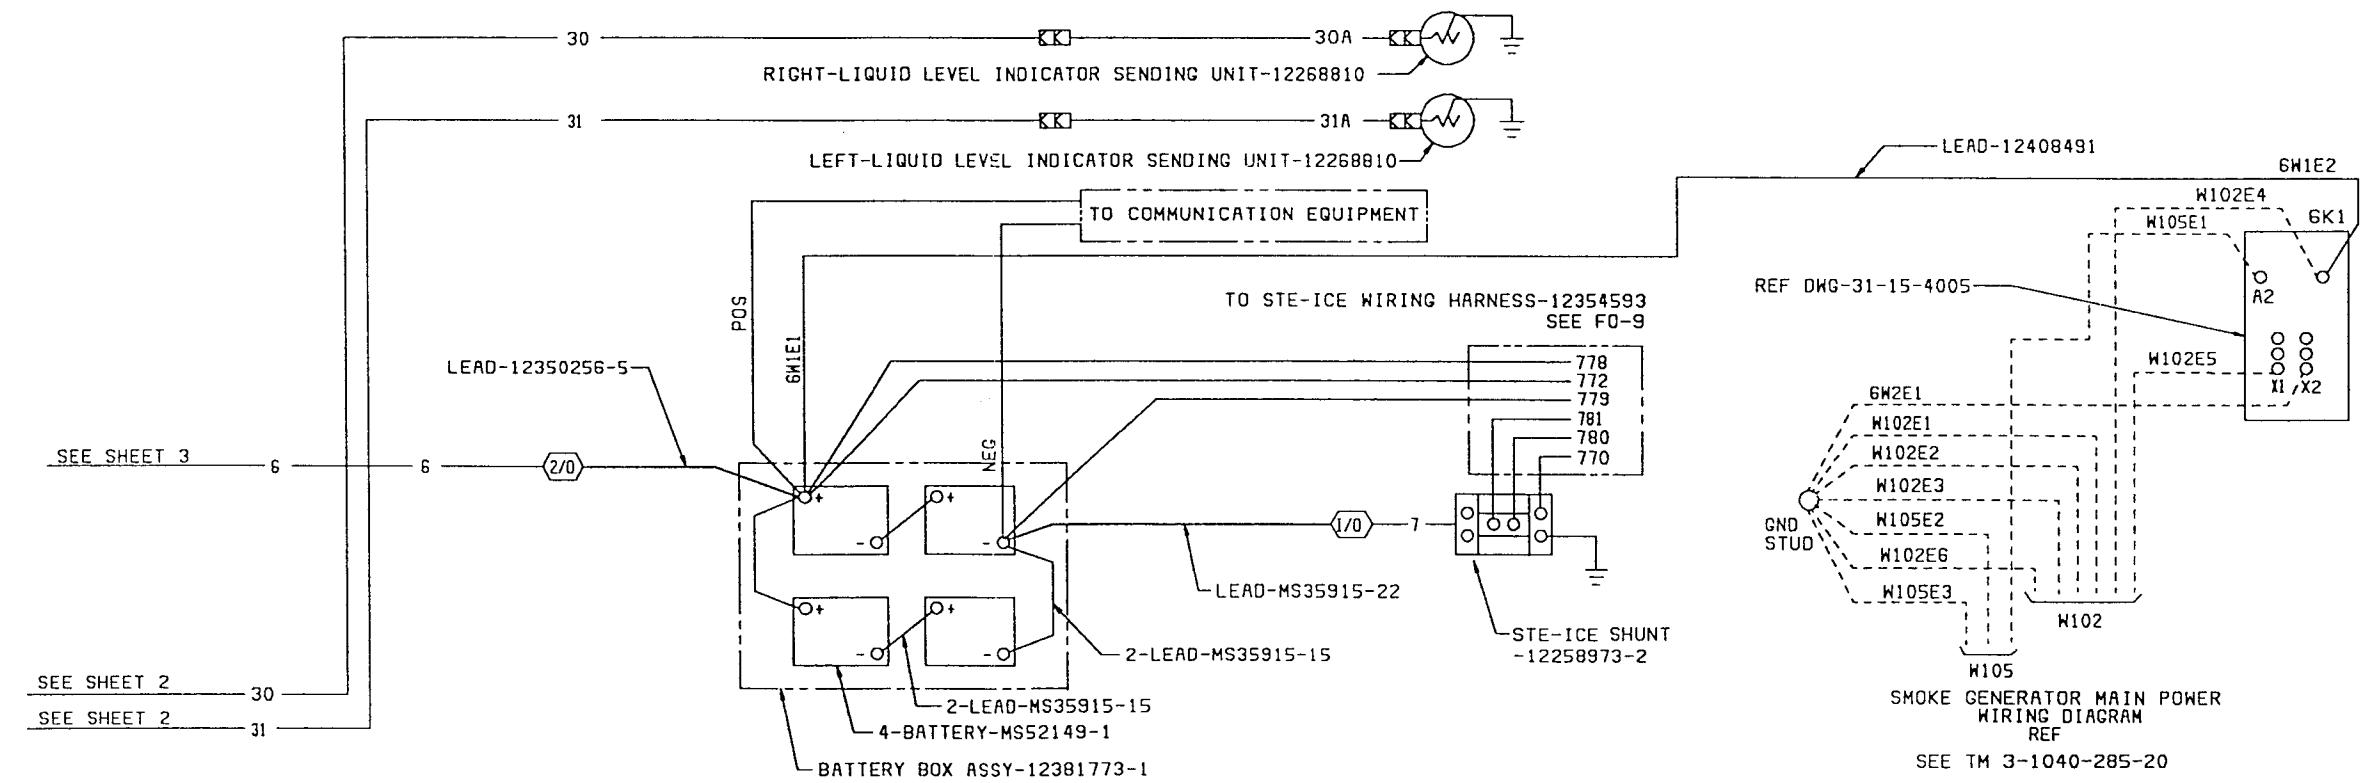 30
30A
RIGHT-LIQUID LEVEL INDICATOR SENDING UNIT-12268810
31
31A
LEFT-LIQUID LEVEL INDICATOR SENDING UNIT-12268810
LEAD-12408491
6W1E2
W102E4
6K1
W105E1
TO COMMUNICATION EQUIPMENT
POS
6W1E1
NEG
REF DWG-31-15-4005
A2
TO STE-ICE WIRING HARNESS-12354593
SEE FO-9
778
772
779
781
780
770
W102E5
X1 X2
LEAD-12350256-5
SEE SHEET 3
6
6
2/0
+
-
+
-
+
-
+
-
1/0
7
LEAD-MS35915-22
STE-ICE SHUNT
-12258973-2
2-LEAD-MS35915-15
2-LEAD-MS35915-15
4-BATTERY-MS52149-1
BATTERY BOX ASSY-12381773-1
6W2E1
W102E1
W102E2
W102E3
W105E2
W102E6
W105E3
GND
STUD
W102
W105
SEE SHEET 2
30
SEE SHEET 2
31
SMOKE GENERATOR MAIN POWER
WIRING DIAGRAM
REF
SEE TM 3-1040-285-20